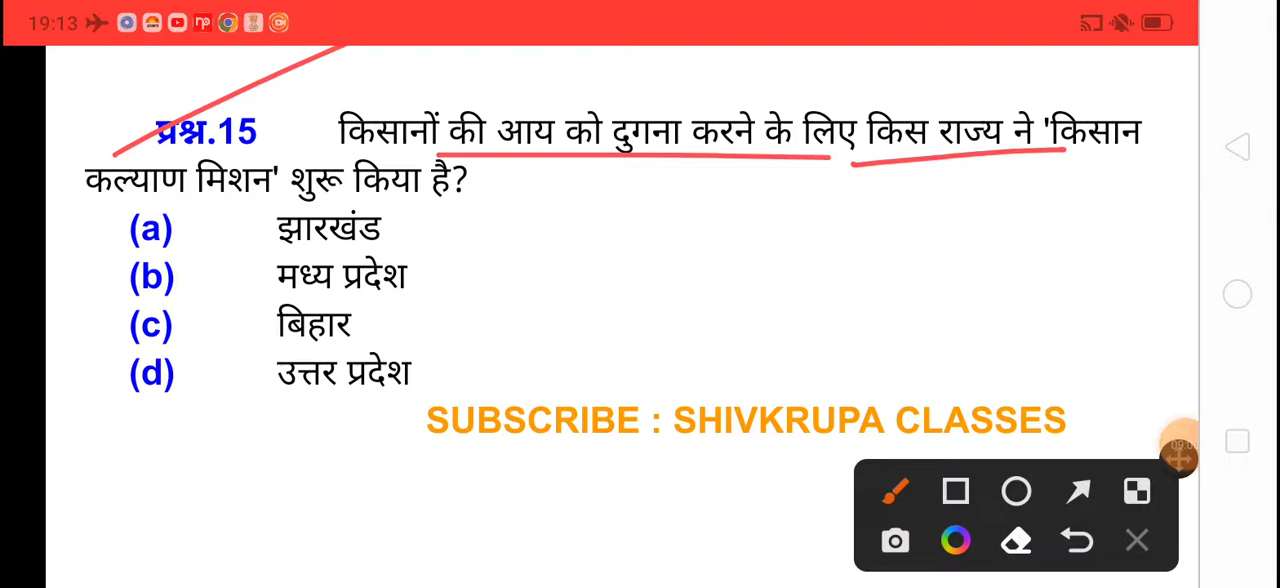 19:13
प्रश्न.15 किसानों की आय को दुगना करने के लिए किस राज्य ने 'किसान
कल्याण मिशन' शुरू किया है?
(a) झारखंड
(b) मध्य प्रदेश
(c) बिहार
(d) उत्तर प्रदेश
SUBSCRIBE : SHIVKRUPA CLASSES